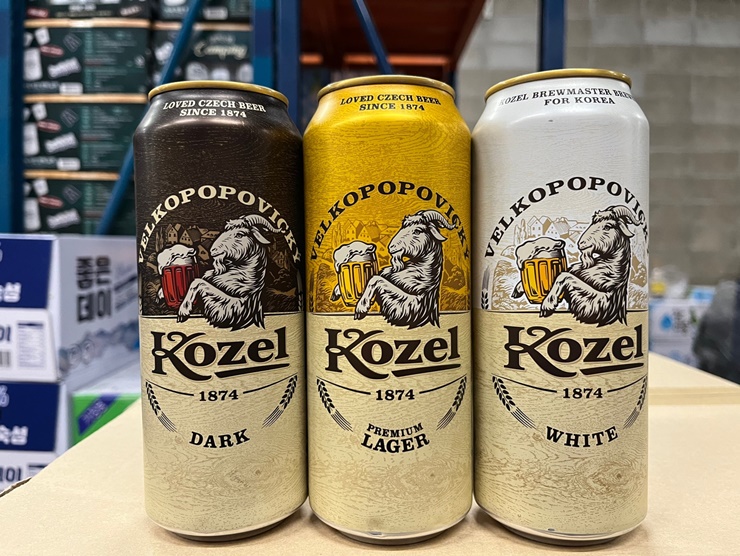 LOVED CZECH BEER
SINCE 1874
VELKOPOPOVICKÝ
Kozel
1874
DARK
LOVED CZECH BEER
SINCE 1874
VELKOPOPOVICKÝ
Kozel
1874
PREMIUM
LAGER
KOZEL BREWMASTER
FOR KOREA
VELKOPOPOVICKÝ
Kozel
1874
WHITE
좋은
데이